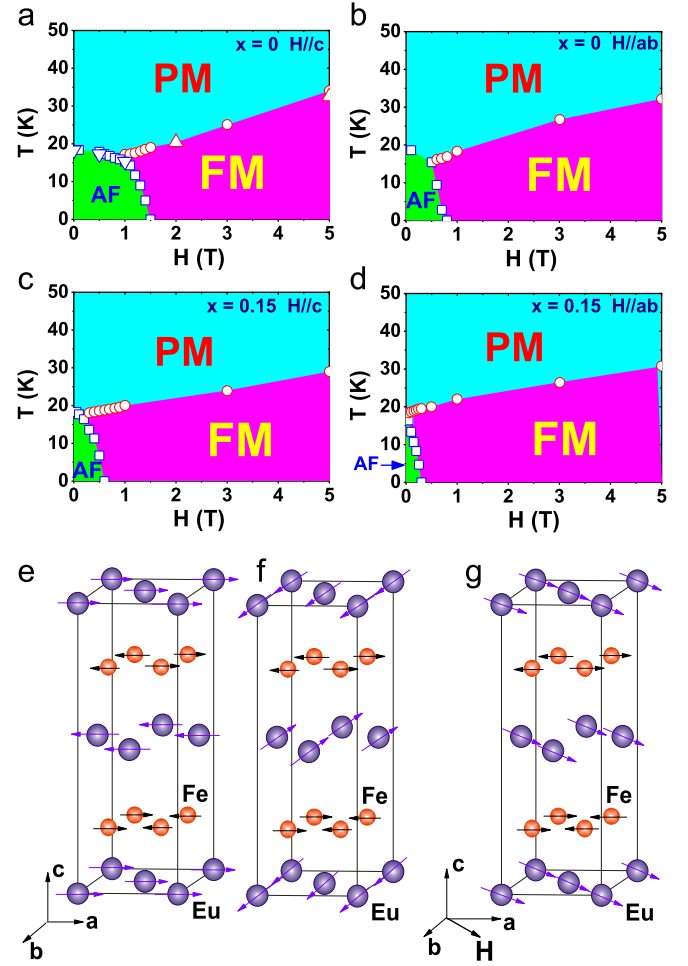 a
x = 0 H//c
PM
FM
AF
T (K)
50
40
30
20
10
0
0 1 2 3 4 5
H (T)
b
x = 0 H//ab
PM
FM
AF
T (K)
50
40
30
20
10
0
0 1 2 3 4 5
H (T)
c
x = 0.15 H//c
PM
FM
AF
T (K)
50
40
30
20
10
0
0 1 2 3 4 5
H (T)
d
x = 0.15 H//ab
PM
FM
AF
T (K)
50
40
30
20
10
0
0 1 2 3 4 5
H (T)
e
Fe
Eu
c
a
b
f
Fe
Eu
g
Fe
Eu
c
a
b
H